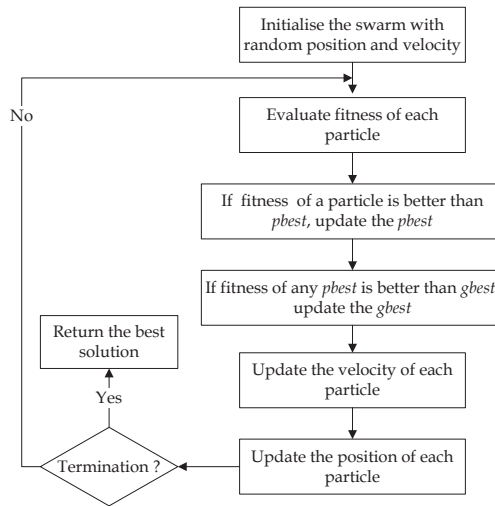 Initialise the swarm with
random position and velocity
No
Evaluate fitness of each
particle
If fitness of a particle is better than
pbest, update the pbest
If fitness of any pbest is better than gbest,
update the gbest
Return the best
solution
Update the velocity of each
particle
Yes
Termination ?
Update the position of each
particle